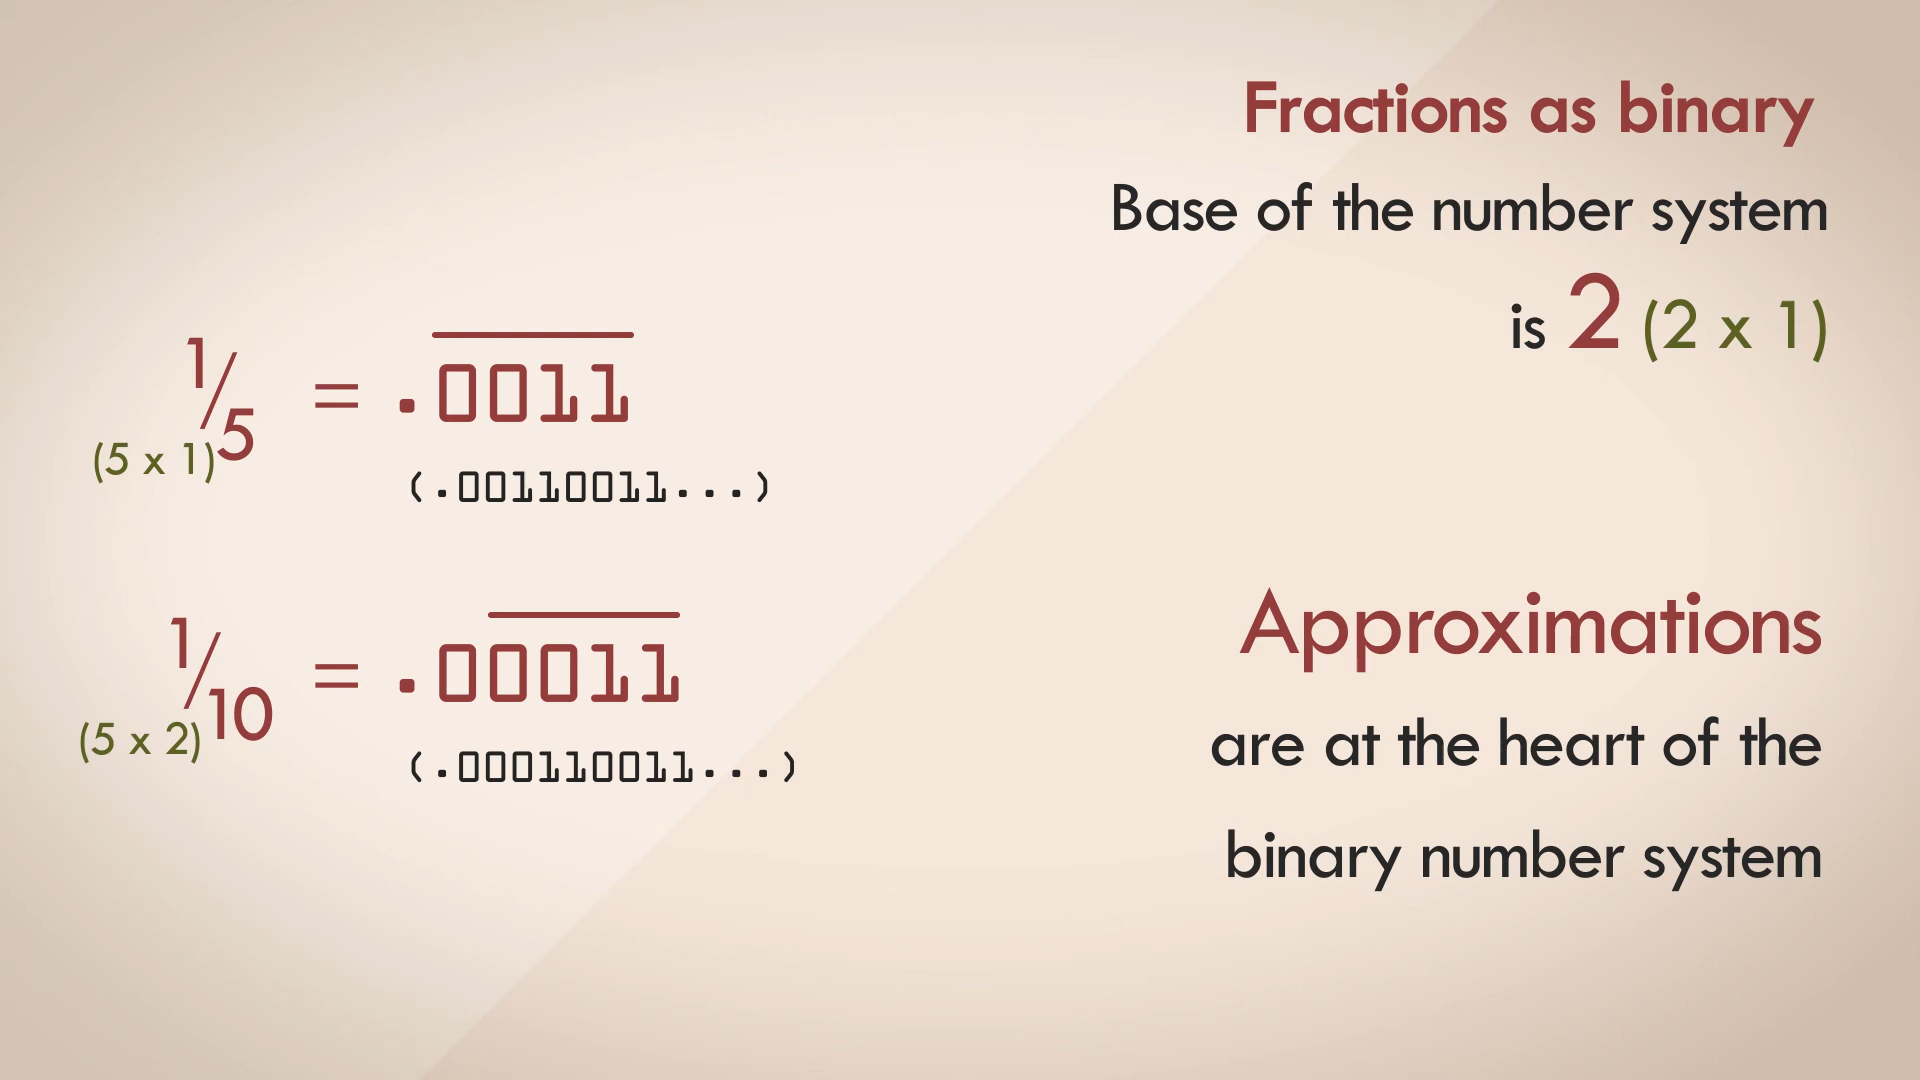 Fractions as binary
Base of the number system
is 2 (2 x 1)
1/5 = .0011
(5 x 1)
(.00110011...)
1/10 = .00011
(5 x 2)
(.000110011...)
Approximations
are at the heart of the
binary number system